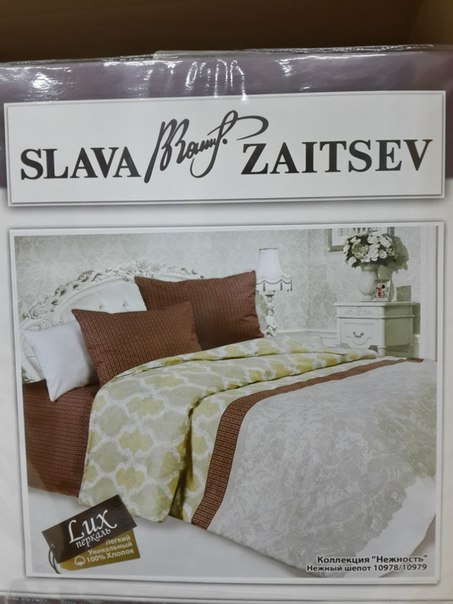 SLAVA ZAITSEV
Lux
перкаль
Легкий
Уникальный
100% Хлопок
Коллекция "Нежность"
Нежный шепот 10978/10979